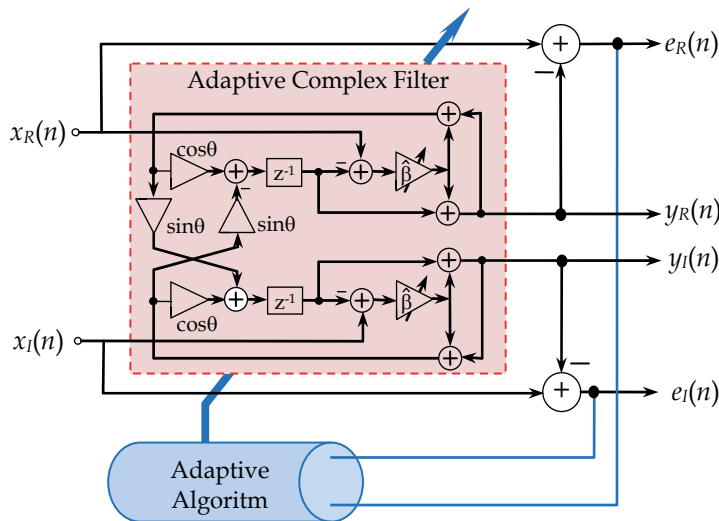 e_R(n)
Adaptive Complex Filter
x_R(n)
cosθ
+
+
+
−
z⁻¹
−
+
β̂
−
sinθ
sinθ
+
y_R(n)
+
y_I(n)
+
z⁻¹
−
+
β̂
cosθ
x_I(n)
+
−
+
e_I(n)
Adaptive
Algoritm